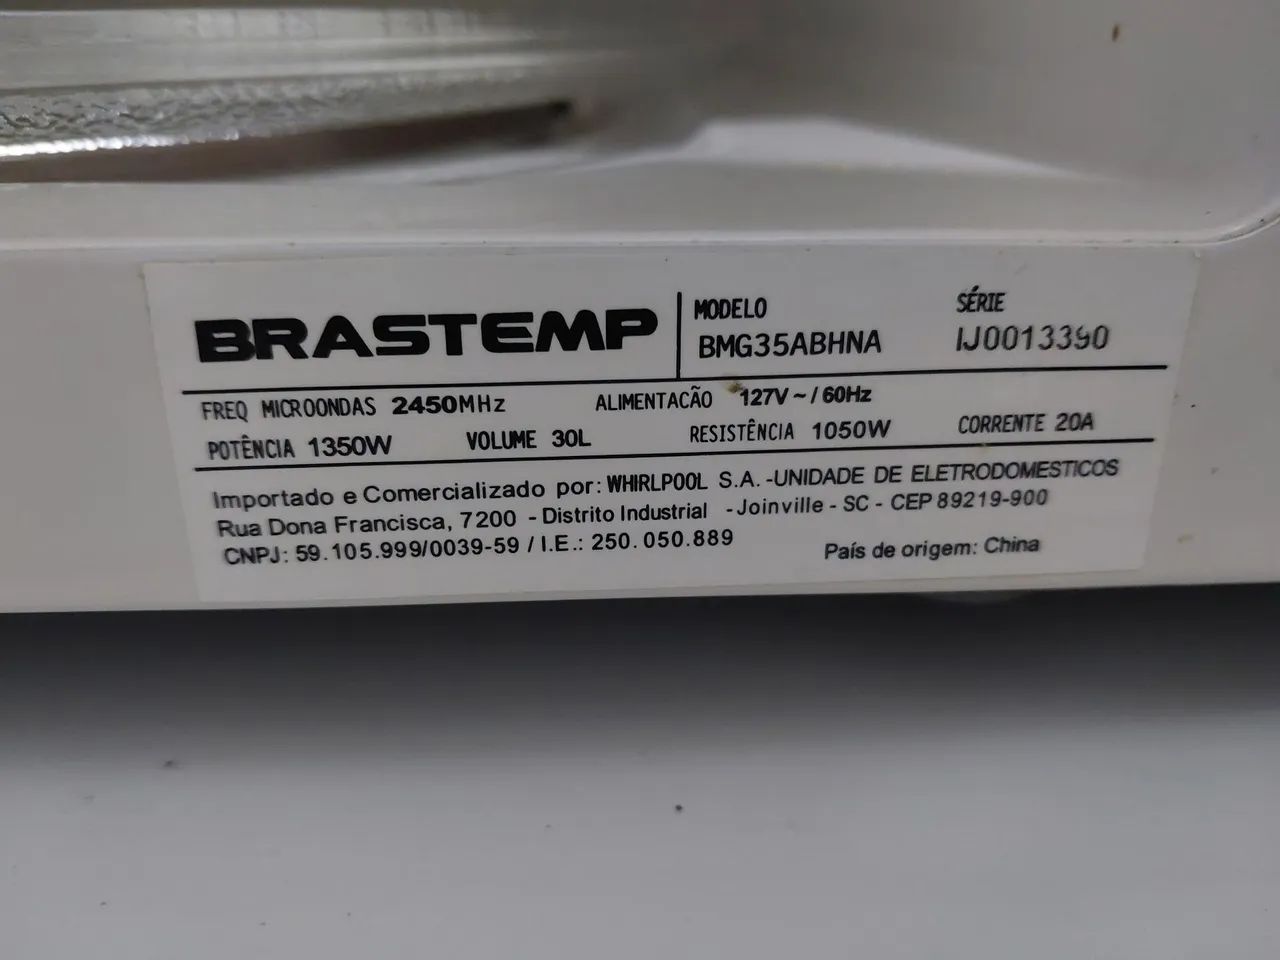 BRASTEMP MODELO SÉRIE
BMG35ABHNA IJ0013390
FREQ MICROONDAS 2450MHz ALIMENTACÃO 127V ~ / 60Hz
POTÊNCIA 1350W VOLUME 30L RESISTÊNCIA 1050W CORRENTE 20A
Importado e Comercializado por: WHIRLPOOL S.A. -UNIDADE DE ELETRODOMESTICOS
Rua Dona Francisca, 7200 - Distrito Industrial - Joinville - SC - CEP 89219-900
CNPJ: 59.105.999/0039-59 / I.E.: 250.050.889 País de origem: China